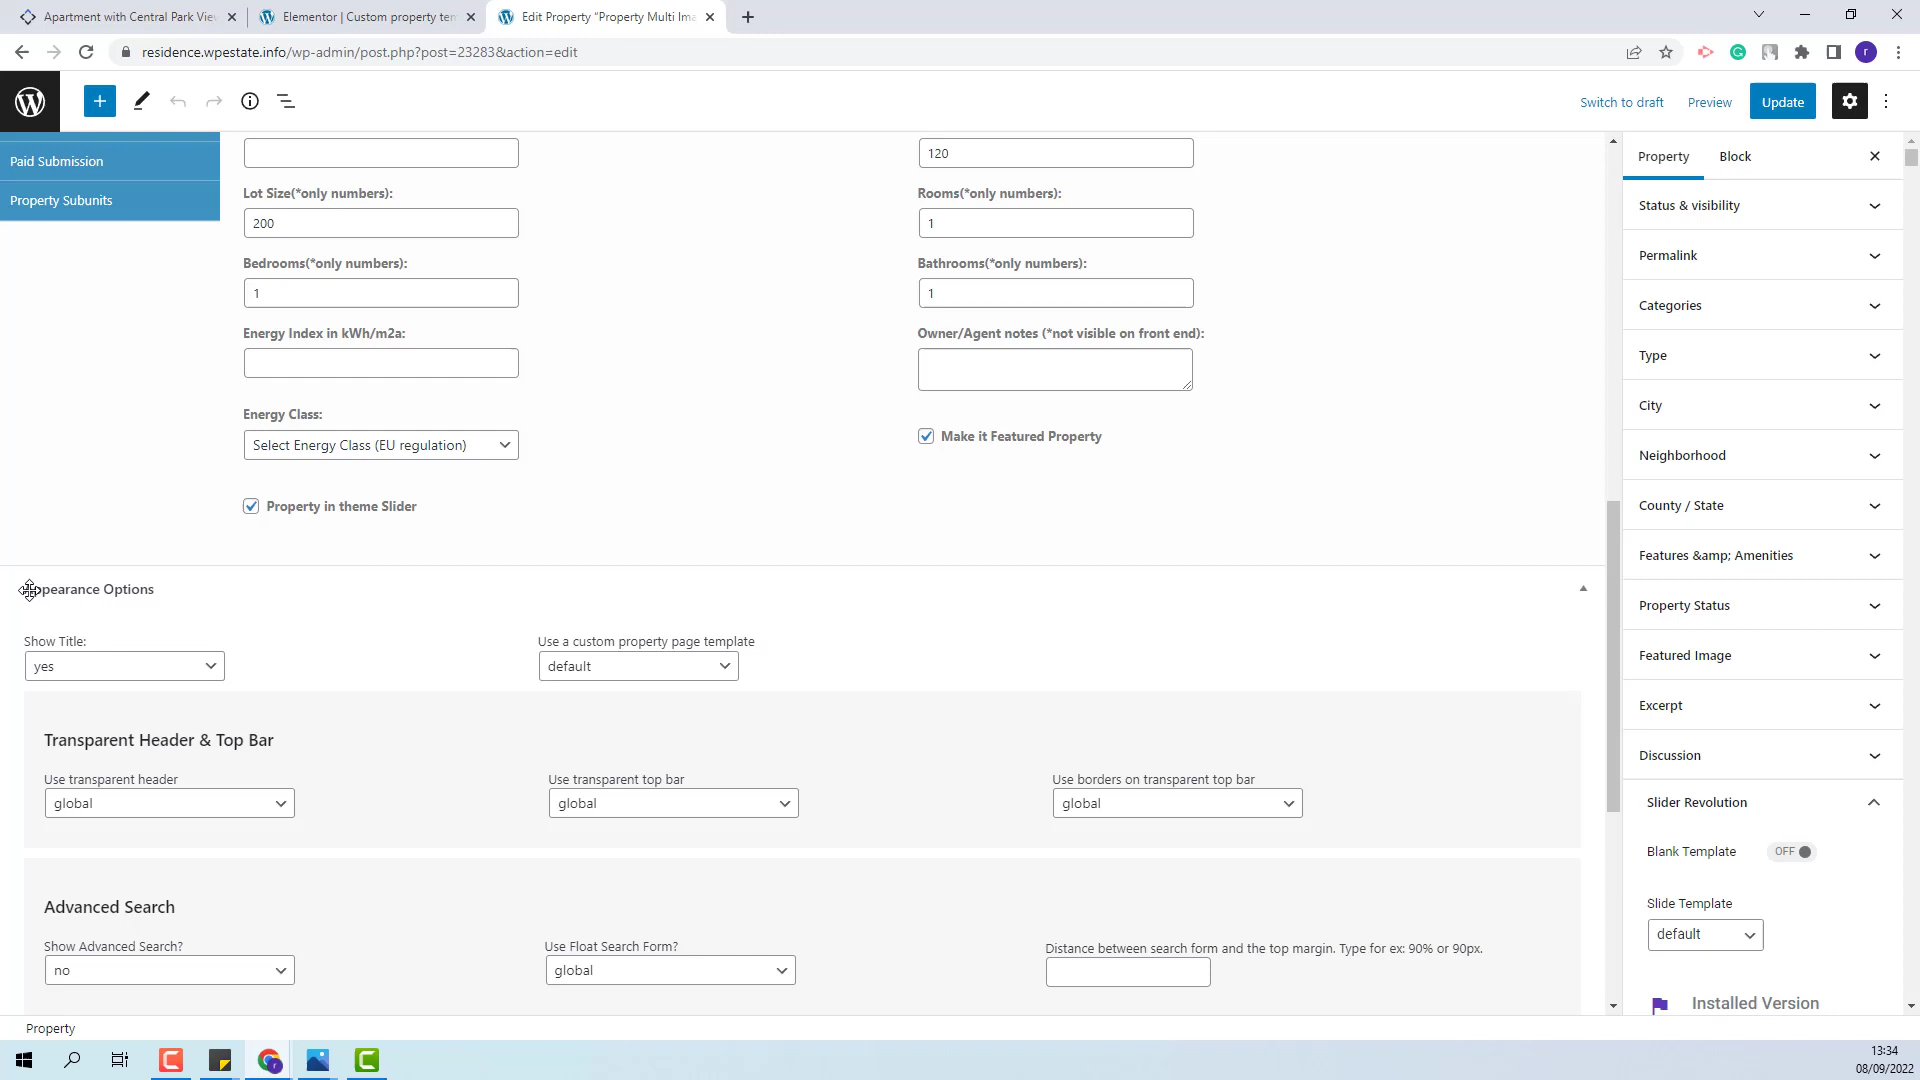 Apartment with Central Park Vie
Elementor | Custom property tem
Edit Property "Property Multi Ima
residence.wpestate.info/wp-admin/post.php?post=23283&action=edit
r
Switch to draft
Preview
Update
Paid Submission
Property Subunits
120
Lot Size(*only numbers):
Rooms(*only numbers):
200
1
Bedrooms(*only numbers):
Bathrooms(*only numbers):
1
1
Energy Index in kWh/m2a:
Owner/Agent notes (*not visible on front end):
Energy Class:
Select Energy Class (EU regulation)
Make it Featured Property
Property in theme Slider
Appearance Options
Show Title:
Use a custom property page template
yes
default
Transparent Header & Top Bar
Use transparent header
Use transparent top bar
Use borders on transparent top bar
global
global
global
Advanced Search
Show Advanced Search?
Use Float Search Form?
Distance between search form and the top margin. Type for ex: 90% or 90px.
no
global
Property
Block
Status & visibility
Permalink
Categories
Type
City
Neighborhood
County / State
Features &amp; Amenities
Property Status
Featured Image
Excerpt
Discussion
Slider Revolution
Blank Template
OFF
Slide Template
default
Installed Version
Property
13:34
08/09/2022